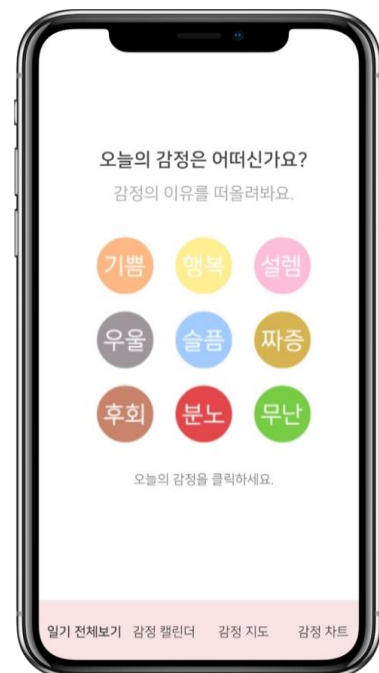 오늘의 감정은 어떠신가요?
감정의 이유를 떠올려봐요.
기쁨 행복 설렘
우울 슬픔 짜증
후회 분노 무난
오늘의 감정을 클릭하세요.
일기 전체보기 감정 캘린더 감정 지도 감정 차트